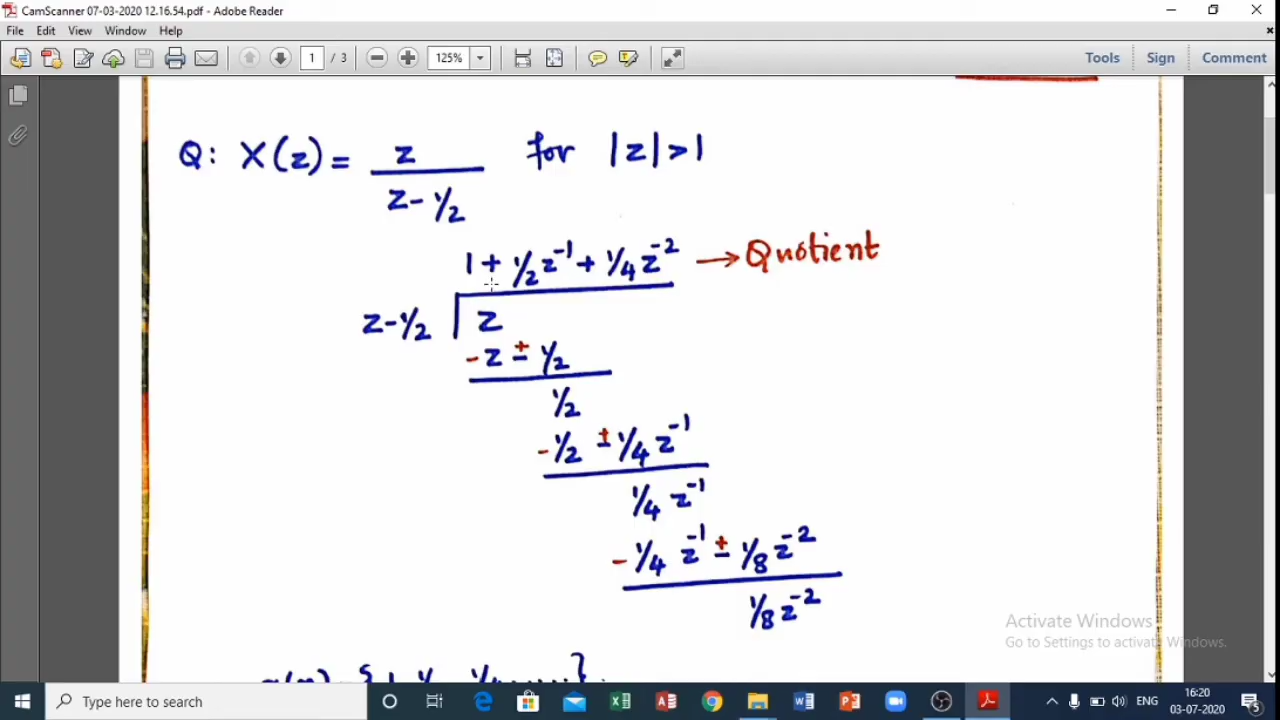 CamScanner 07-03-2020 12.16.54.pdf - Adobe Reader
File Edit View Window Help
1 / 3 125% Tools Sign Comment
Q: X(z) = z / (z - 1/2) for |z| > 1
1 + 1/2 z⁻¹ + 1/4 z⁻² → Quotient
z - 1/2 z
- z ± 1/2
1/2
- 1/2 ± 1/4 z⁻¹
1/4 z⁻¹
- 1/4 z⁻¹ ± 1/8 z⁻²
1/8 z⁻²
Activate Windows
Go to Settings to activate Windows.
Type here to search
ENG
16:20
03-07-2020
5